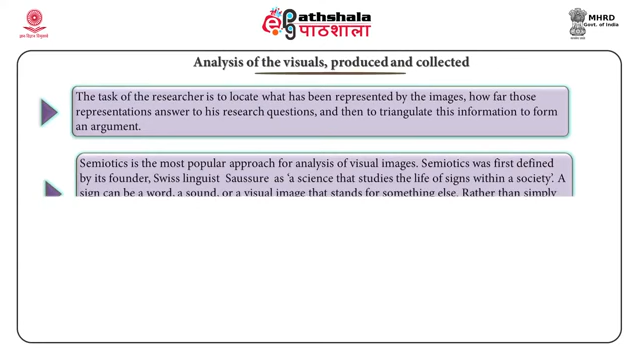 ePathshala
पाठशाला
MHRD
Govt. of India
Analysis of the visuals, produced and collected
The task of the researcher is to locate what has been represented by the images, how far those
representations answer to his research questions, and then to triangulate this information to form
an argument.
Semiotics is the most popular approach for analysis of visual images. Semiotics was first defined
by its founder, Swiss linguist Saussure as ‘a science that studies the life of signs within a society’. A
sign can be a word, a sound, or a visual image that stands for something else. Rather than simply